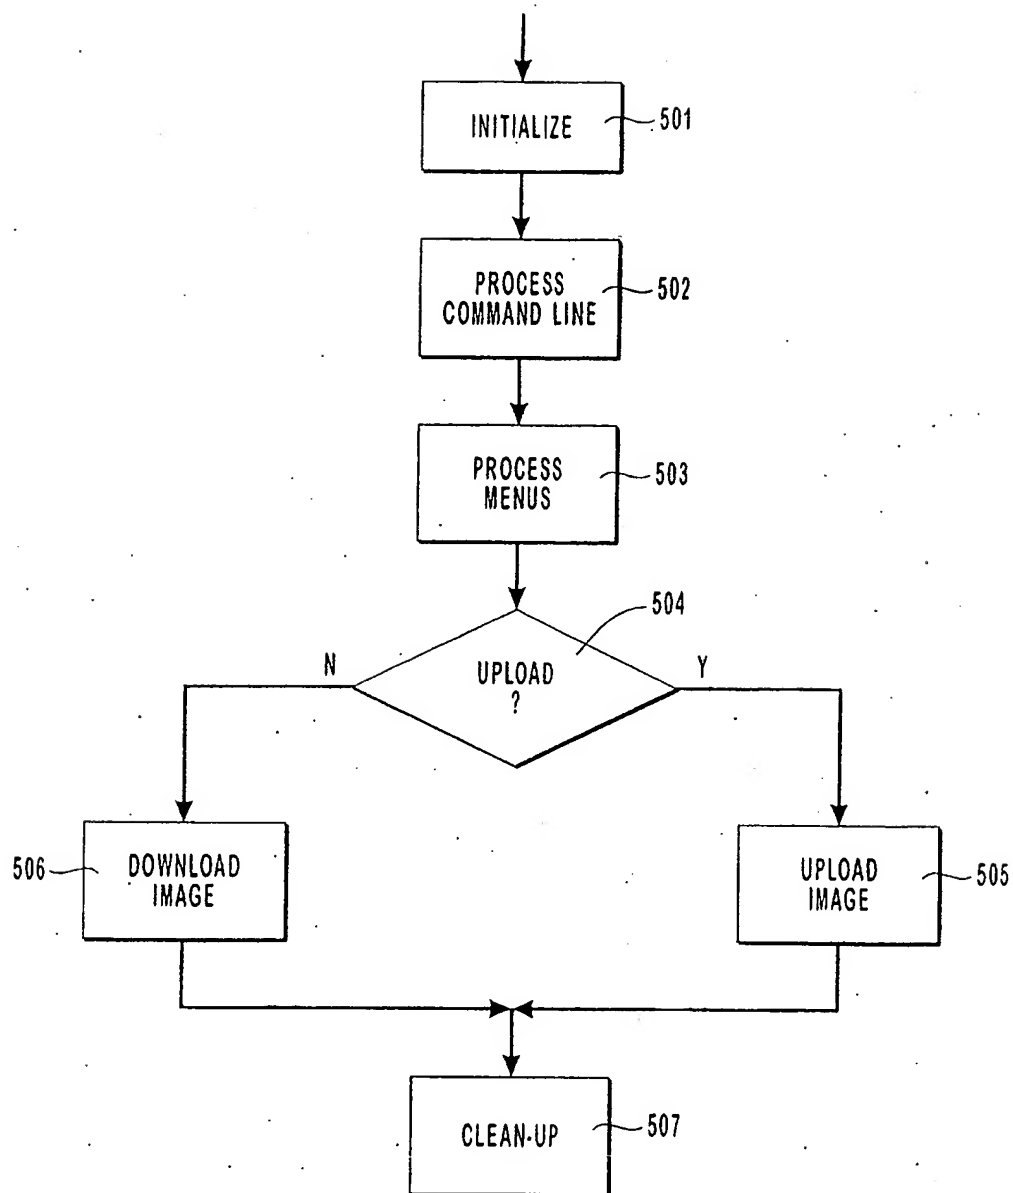 INITIALIZE
501
PROCESS
COMMAND LINE
502
PROCESS
MENUS
503
504
N
UPLOAD
?
Y
506
DOWNLOAD
IMAGE
UPLOAD
IMAGE
505
CLEAN-UP
507